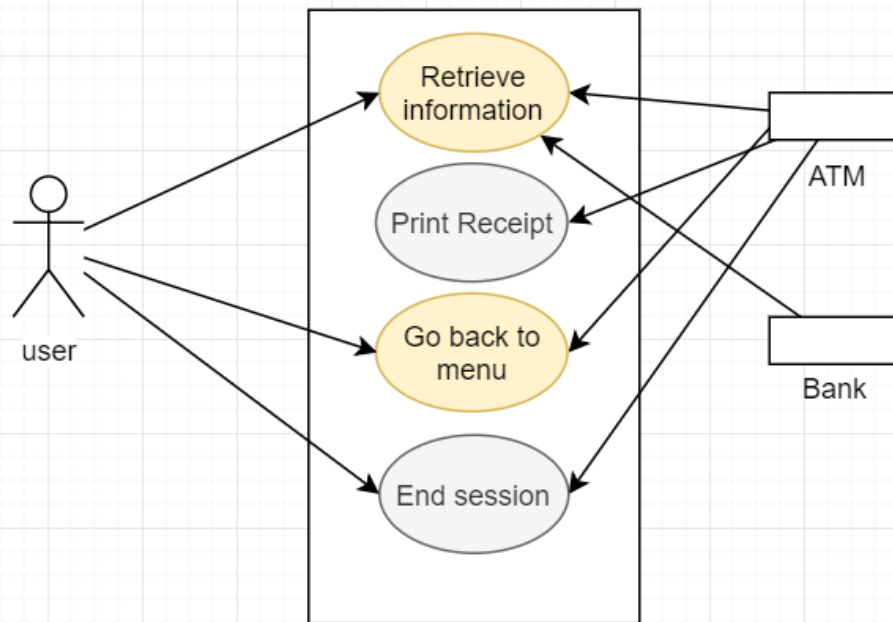 Retrieve
information
ATM
Print Receipt
user
Go back to
menu
Bank
End session